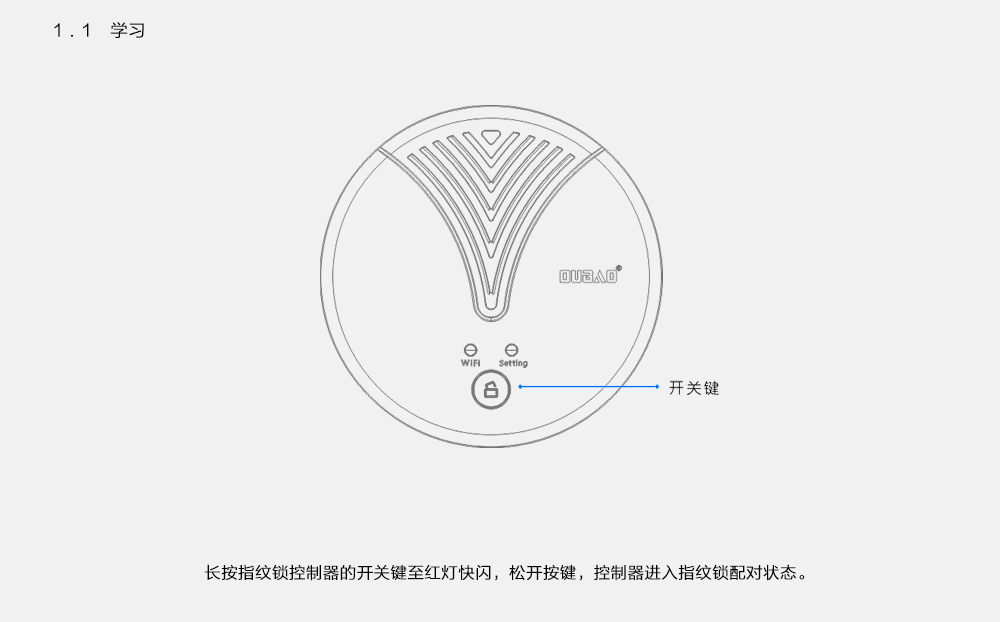 1.1 学习
OUBAO®
WiFi Setting
开关键
长按指纹锁控制器的开关键至红灯快闪，松开按键，控制器进入指纹锁配对状态。